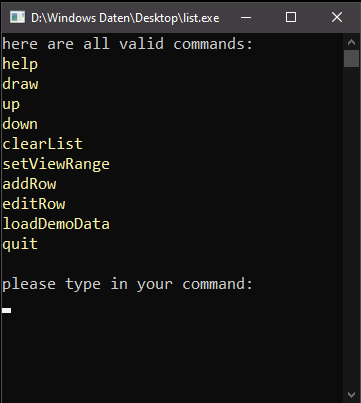 D:\Windows Daten\Desktop\list.exe
here are all valid commands:
help
draw
up
down
clearList
setViewRange
addRow
editRow
loadDemoData
quit
please type in your command: